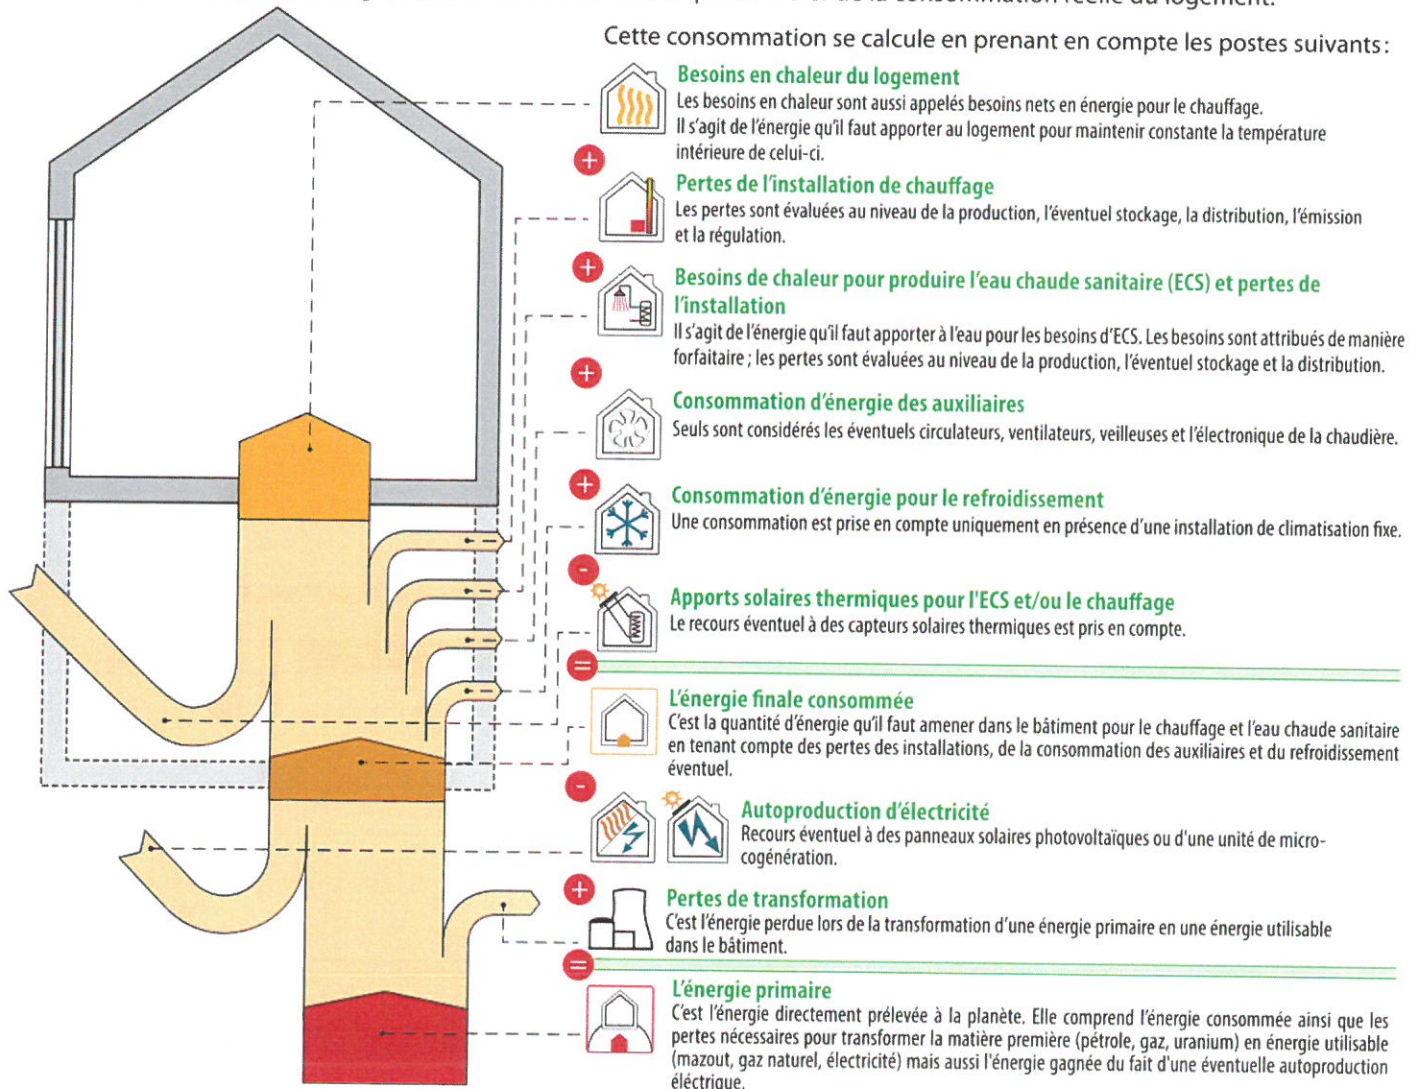 de la consommation réelle du logement.
Cette consommation se calcule en prenant en compte les postes suivants :
Besoins en chaleur du logement
Les besoins en chaleur sont aussi appelés besoins nets en énergie pour le chauffage.
Il s'agit de l'énergie qu'il faut apporter au logement pour maintenir constante la température
intérieure de celui-ci.
+
Pertes de l'installation de chauffage
Les pertes sont évaluées au niveau de la production, l'éventuel stockage, la distribution, l'émission
et la régulation.
+
Besoins de chaleur pour produire l'eau chaude sanitaire (ECS) et pertes de
l'installation
Il s'agit de l'énergie qu'il faut apporter à l'eau pour les besoins d'ECS. Les besoins sont attribués de manière
forfaitaire ; les pertes sont évaluées au niveau de la production, l'éventuel stockage et la distribution.
+
Consommation d'énergie des auxiliaires
Seuls sont considérés les éventuels circulateurs, ventilateurs, veilleuses et l'électronique de la chaudière.
+
Consommation d'énergie pour le refroidissement
Une consommation est prise en compte uniquement en présence d'une installation de climatisation fixe.
-
Apports solaires thermiques pour l'ECS et/ou le chauffage
Le recours éventuel à des capteurs solaires thermiques est pris en compte.
=
L'énergie finale consommée
C'est la quantité d'énergie qu'il faut amener dans le bâtiment pour le chauffage et l'eau chaude sanitaire
en tenant compte des pertes des installations, de la consommation des auxiliaires et du refroidissement
éventuel.
-
Autoproduction d'électricité
Recours éventuel à des panneaux solaires photovoltaïques ou d'une unité de micro-
cogénération.
+
Pertes de transformation
C'est l'énergie perdue lors de la transformation d'une énergie primaire en une énergie utilisable
dans le bâtiment.
=
L'énergie primaire
C'est l'énergie directement prélevée à la planète. Elle comprend l'énergie consommée ainsi que les
pertes nécessaires pour transformer la matière première (pétrole, gaz, uranium) en énergie utilisable
(mazout, gaz naturel, électricité) mais aussi l'énergie gagnée du fait d'une éventuelle autoproduction
éléctrique.